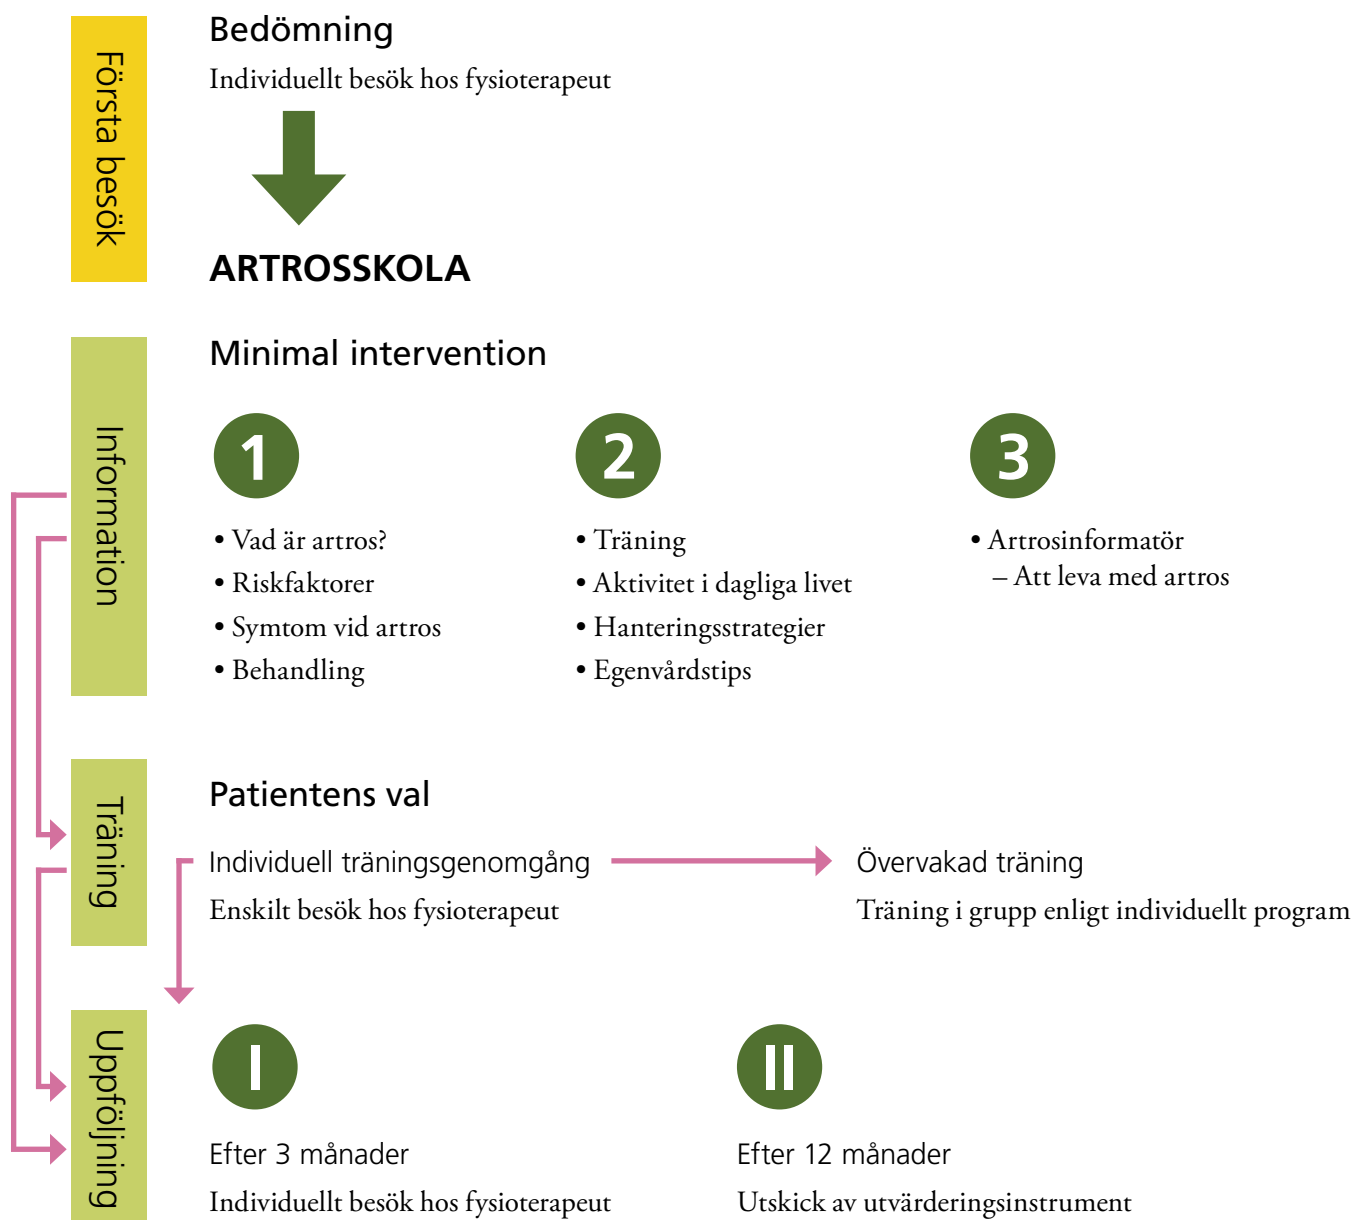 Första besök
Bedömning
Individuellt besök hos fysioterapeut
ARTROSSKOLA
Information
Minimal intervention
1
• Vad är artros?
• Riskfaktorer
• Symtom vid artros
• Behandling
2
• Träning
• Aktivitet i dagliga livet
• Hanteringsstrategier
• Egenvårdstips
3
• Artrosinformatör
– Att leva med artros
Träning
Patientens val
Individuell träningsgenomgång
Enskilt besök hos fysioterapeut
Övervakad träning
Träning i grupp enligt individuellt program
Uppföljning
I
Efter 3 månader
Individuellt besök hos fysioterapeut
II
Efter 12 månader
Utskick av utvärderingsinstrument